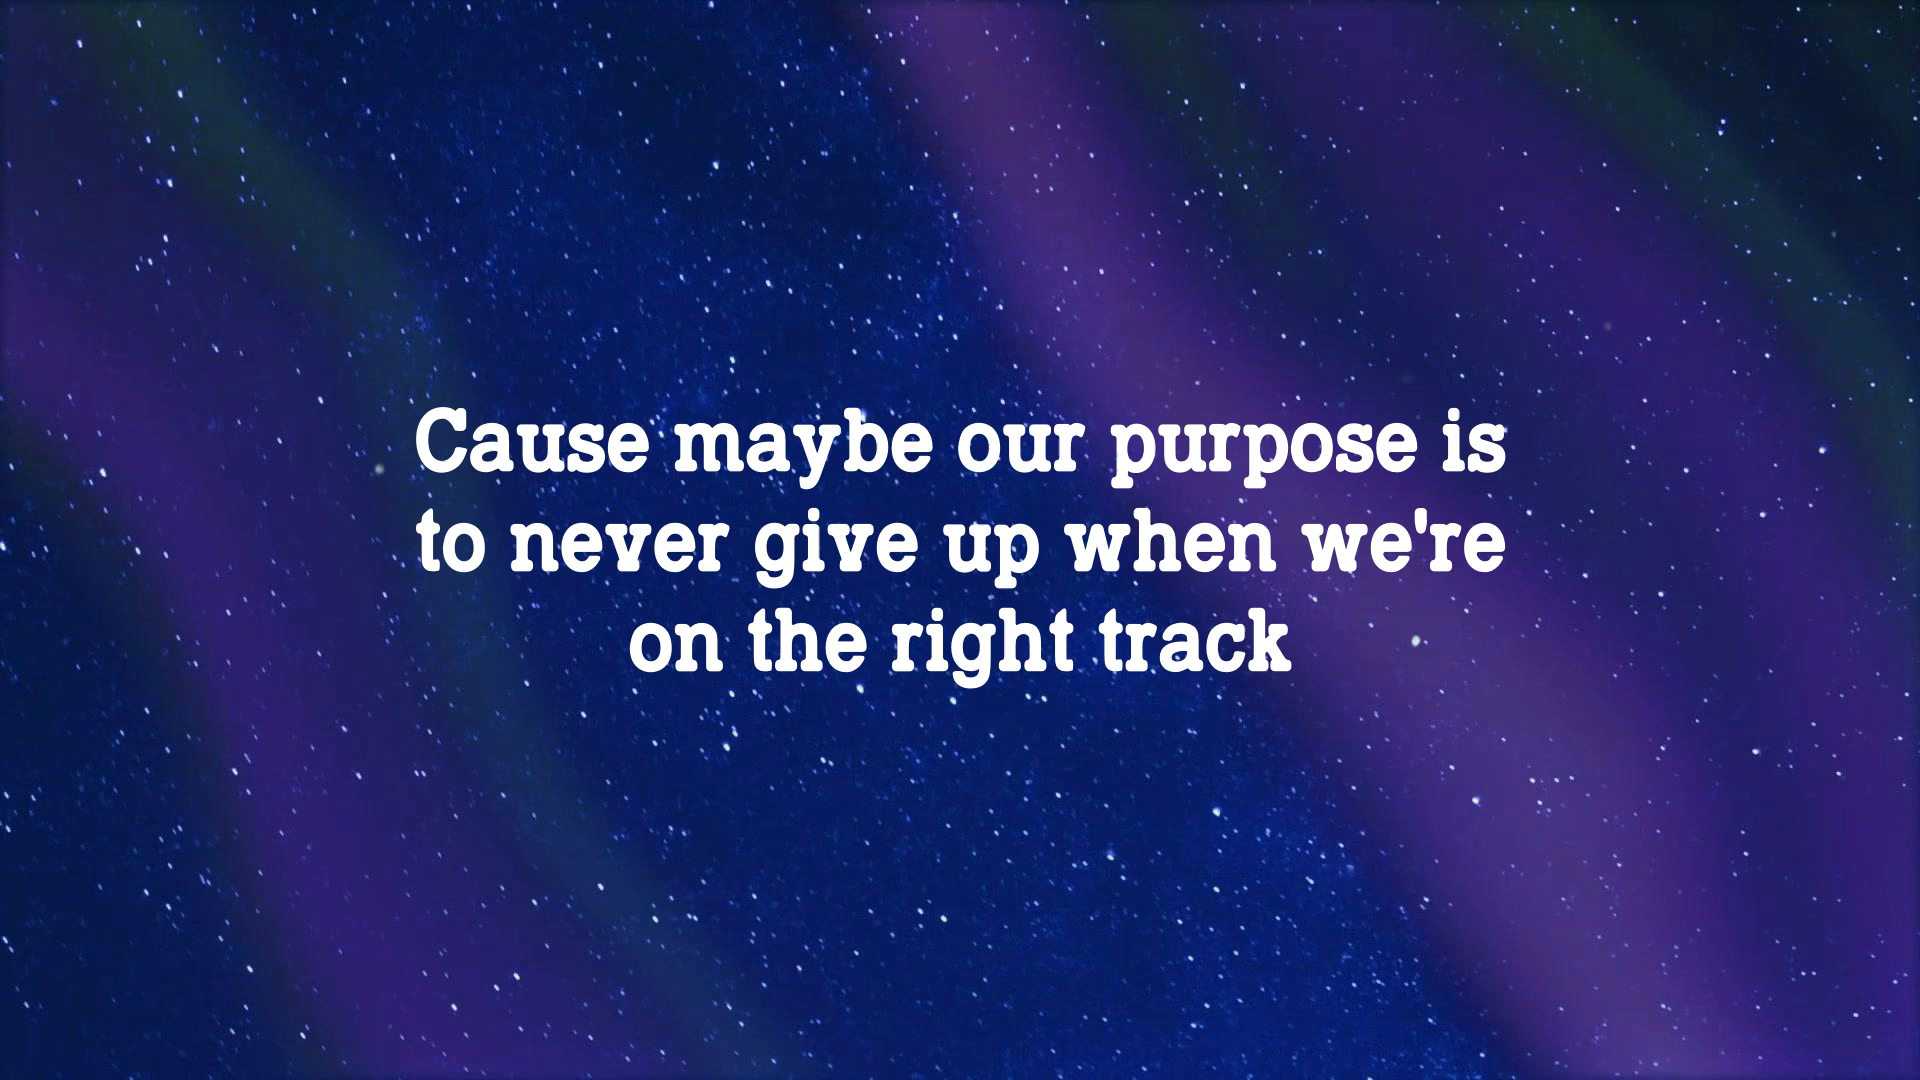 Cause maybe our purpose is
to never give up when we're
on the right track